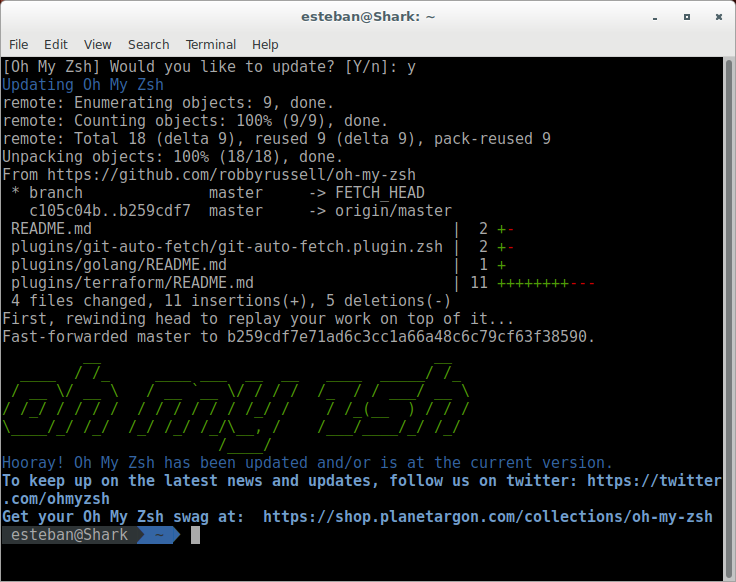 esteban@Shark: ~
File Edit View Search Terminal Help
[Oh My Zsh] Would you like to update? [Y/n]: y
Updating Oh My Zsh
remote: Enumerating objects: 9, done.
remote: Counting objects: 100% (9/9), done.
remote: Total 18 (delta 9), reused 9 (delta 9), pack-reused 9
Unpacking objects: 100% (18/18), done.
From https://github.com/robbyrussell/oh-my-zsh
 * branch              master     -> FETCH_HEAD
   c105c04b..b259cdf7  master     -> origin/master
 README.md                                        |  2 +-
 plugins/git-auto-fetch/git-auto-fetch.plugin.zsh |  2 +-
 plugins/golang/README.md                         |  1 +
 plugins/terraform/README.md                      | 11 ++++++++---
 4 files changed, 11 insertions(+), 5 deletions(-)
First, rewinding head to replay your work on top of it...
Fast-forwarded master to b259cdf7e71ad6c3cc1a66a48c6c79cf63f38590.
oh my zsh
Hooray! Oh My Zsh has been updated and/or is at the current version.
To keep up on the latest news and updates, follow us on twitter: https://twitter
.com/ohmyzsh
Get your Oh My Zsh swag at:  https://shop.planetargon.com/collections/oh-my-zsh
esteban@Shark ~